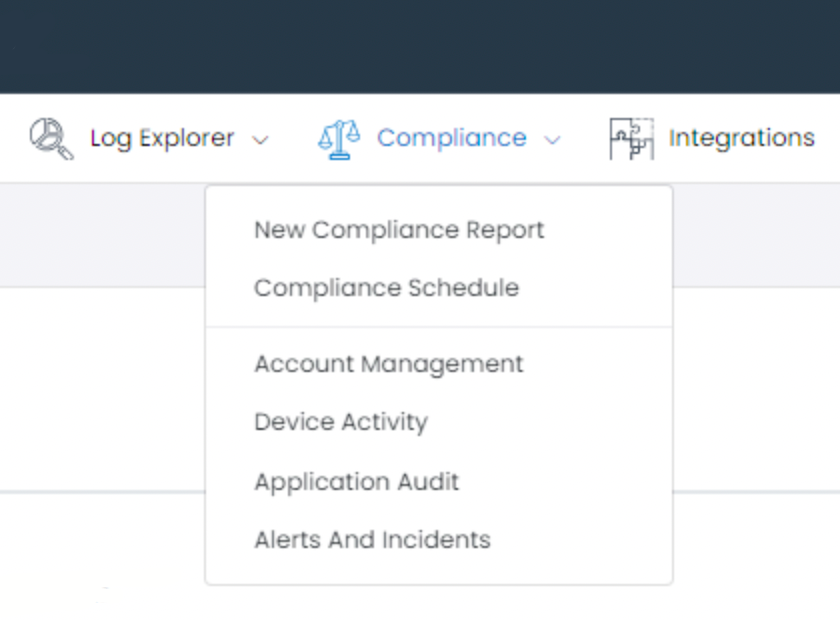 Log Explorer Compliance Integrations
New Compliance Report
Compliance Schedule
Account Management
Device Activity
Application Audit
Alerts And Incidents